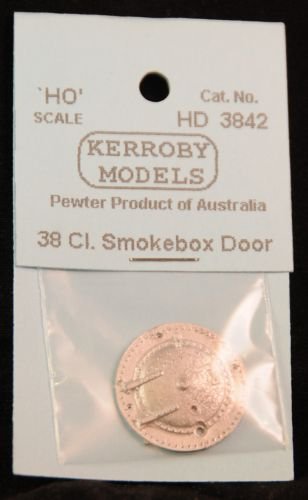 'HO' Cat. No.
SCALE HD 3842
KERROBY
MODELS
Pewter Product of Australia
38 Cl. Smokebox Door